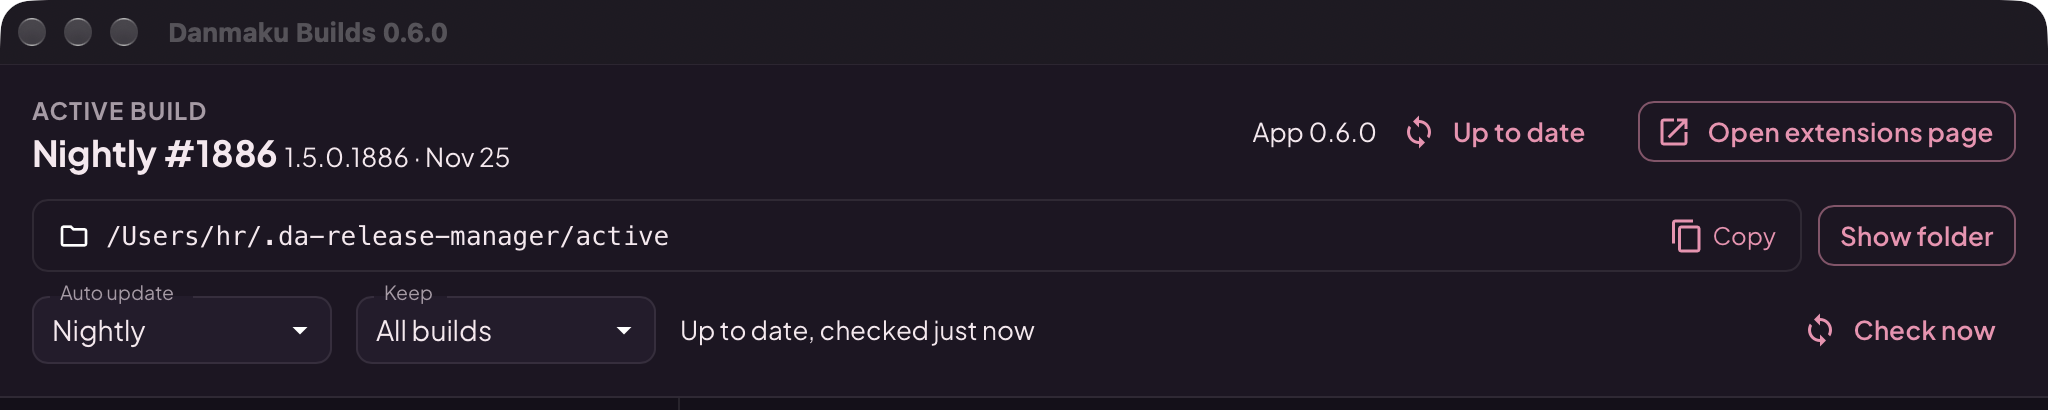 Danmaku Builds 0.6.0
ACTIVE BUILD
Nightly #1886 1.5.0.1886 · Nov 25
App 0.6.0 Up to date Open extensions page
/Users/hr/.da-release-manager/active Copy Show folder
Auto update Keep
Nightly All builds Up to date, checked just now Check now